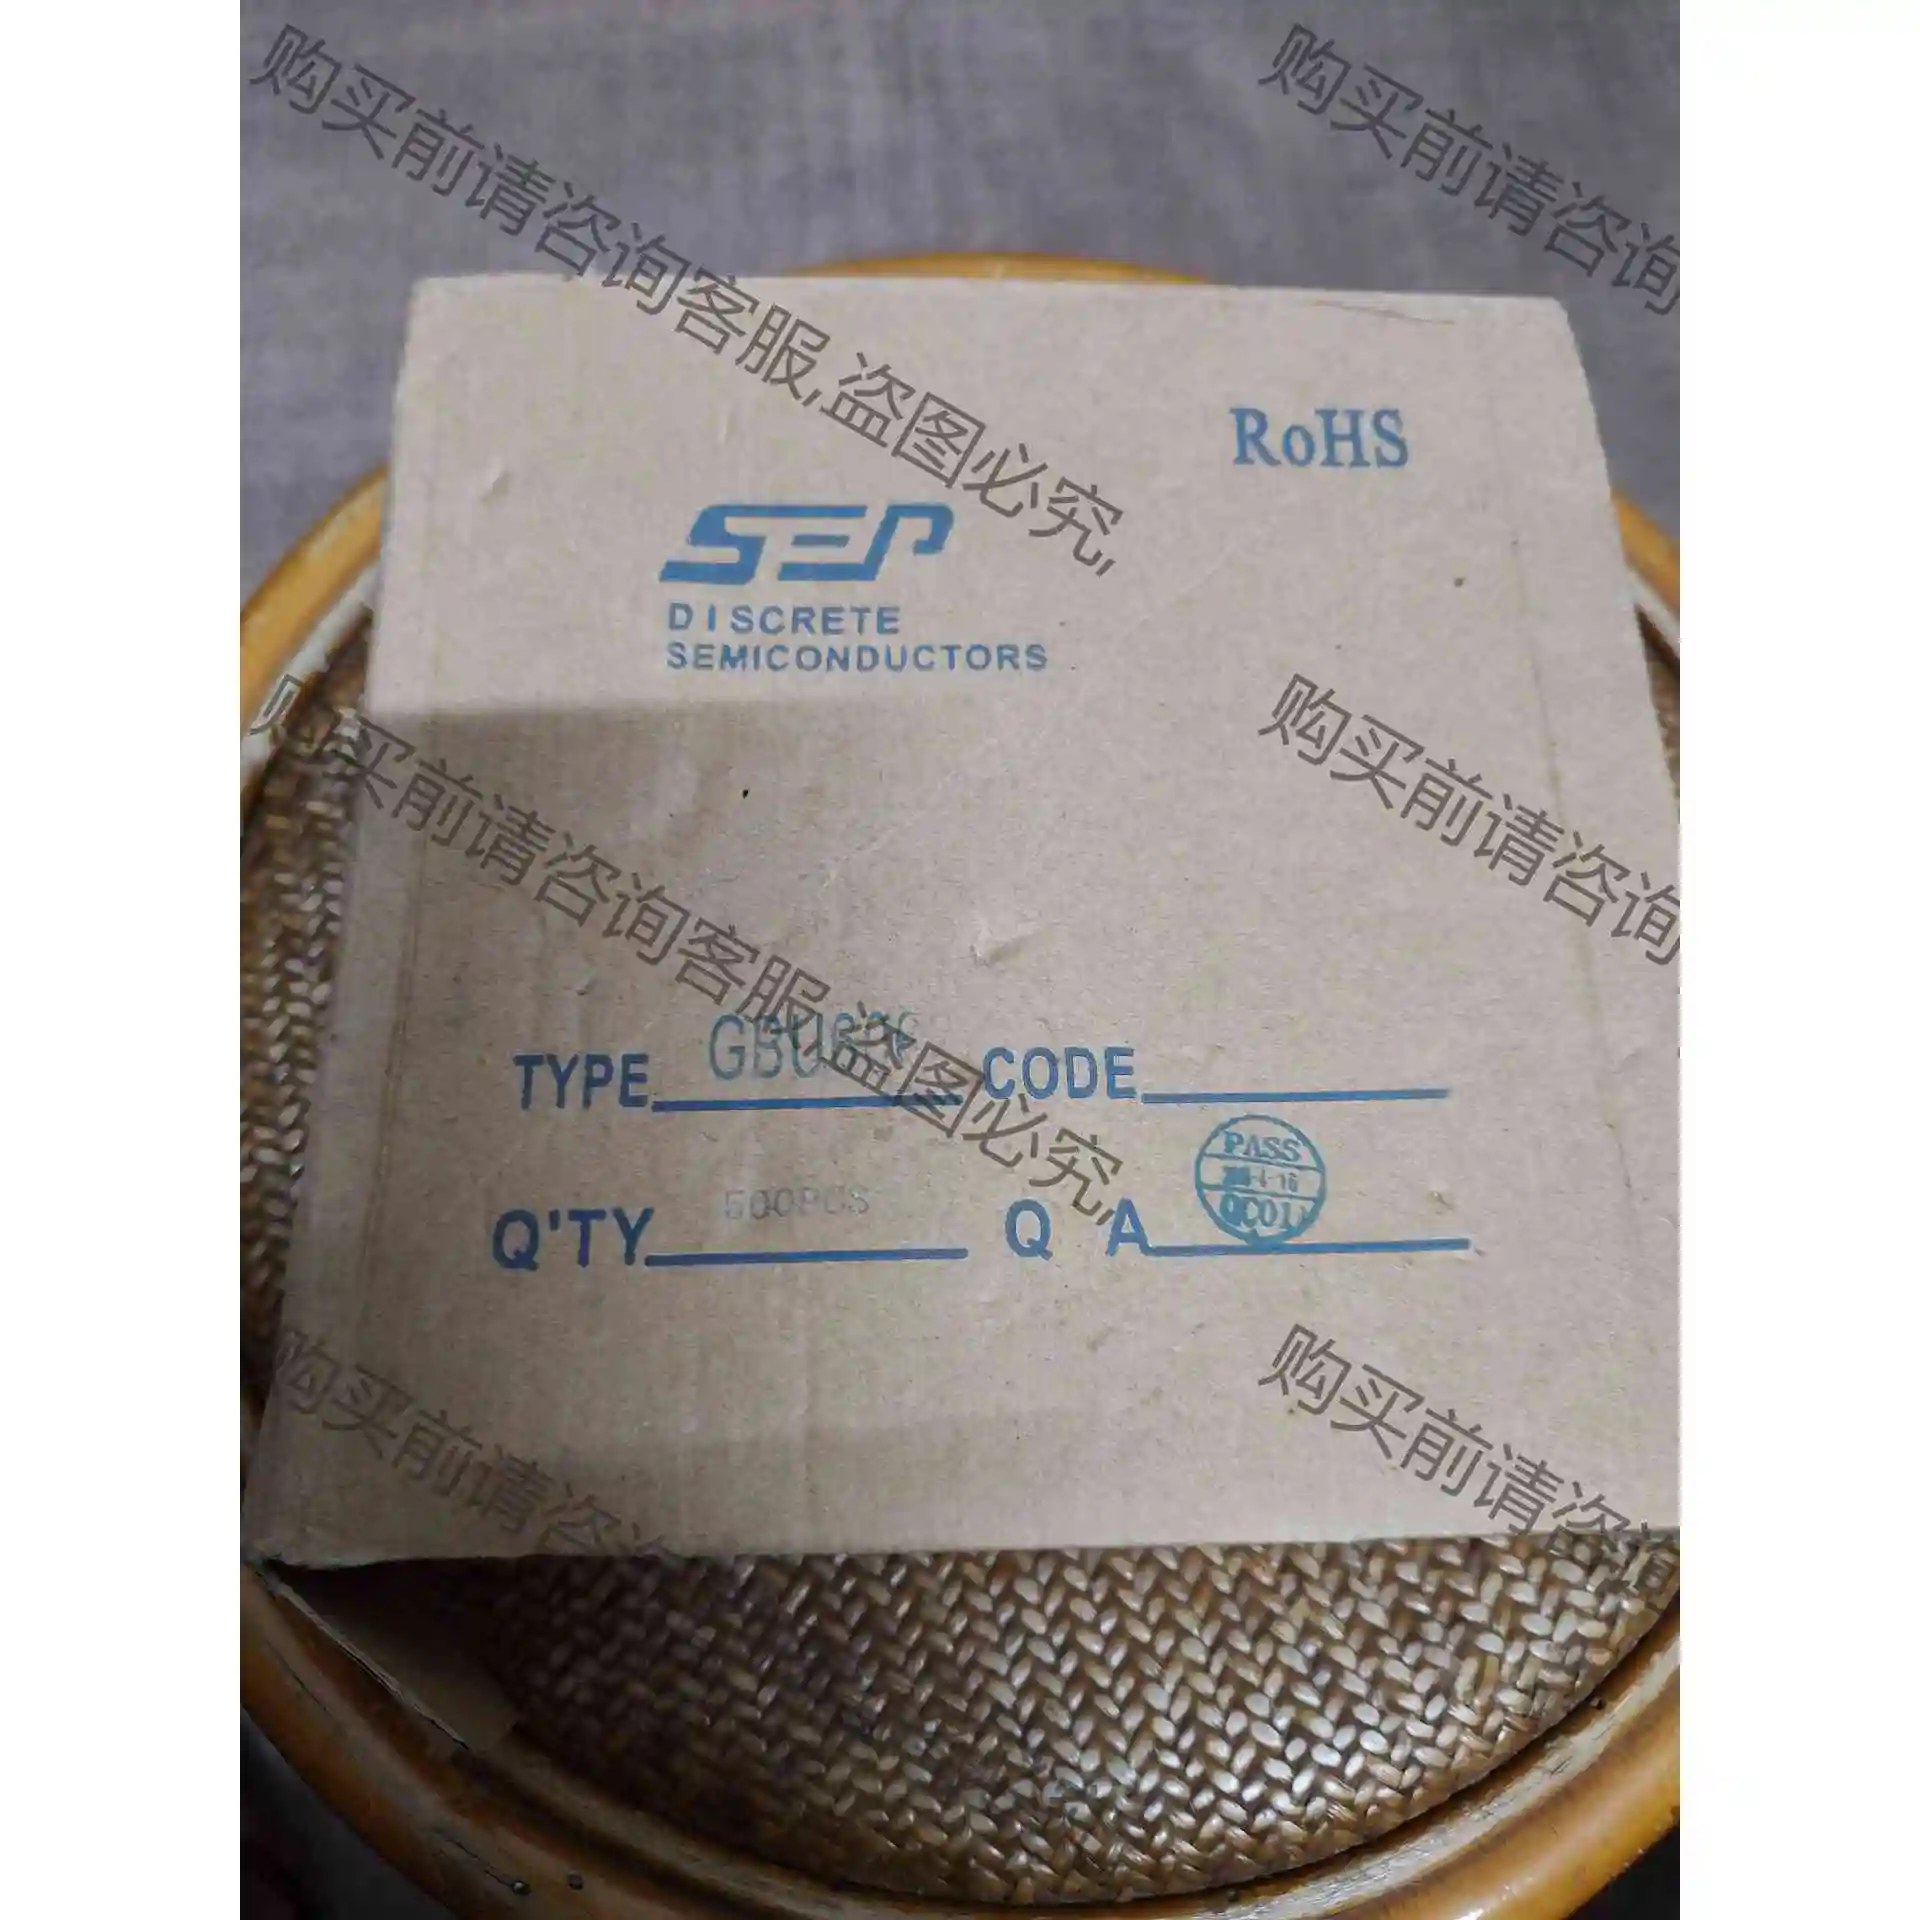 购买前请咨询客服,盗图必究,
购买前请咨询
RoHS
SEP
DISCRETE
SEMICONDUCTORS
购买前请咨询客服,盗图必究,
购买前请咨询
TYPE CODE
PASS
QC01
Q'TY 500PCS Q A
购买前请咨询
购买前请咨询